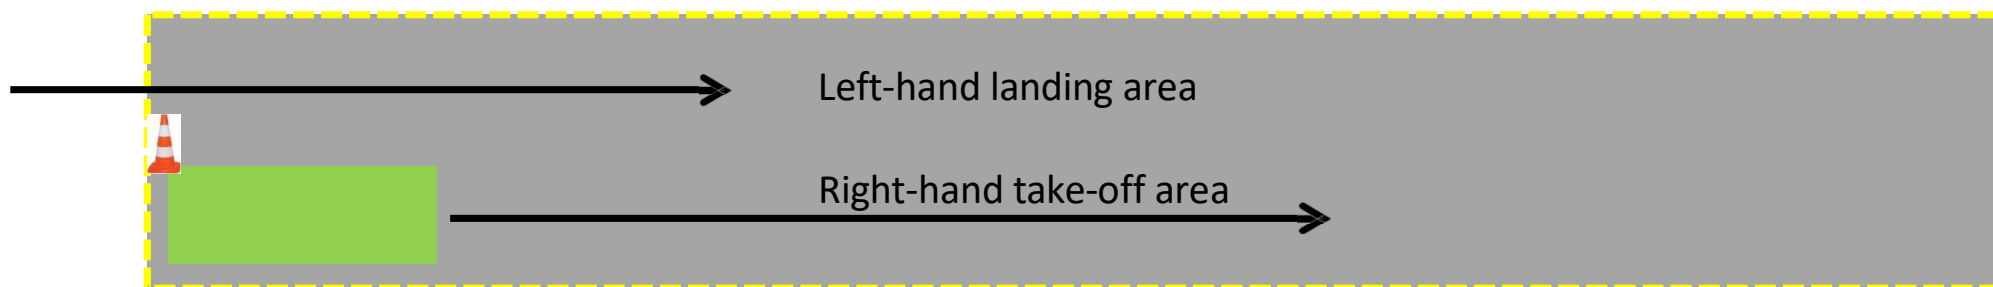 Left-hand landing area
Right-hand take-off area